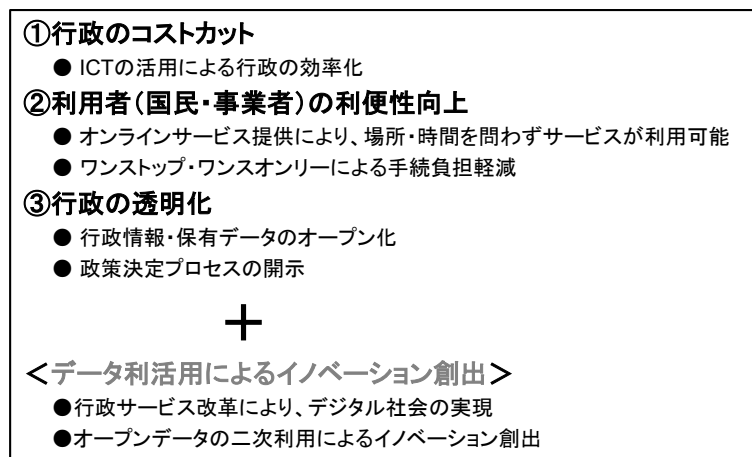 ①行政のコストカット
● ICTの活用による行政の効率化
②利用者(国民・事業者)の利便性向上
● オンラインサービス提供により、場所・時間を問わずサービスが利用可能
● ワンストップ・ワンスオンリーによる手続負担軽減
③行政の透明化
● 行政情報・保有データのオープン化
● 政策決定プロセスの開示
＋
＜データ利活用によるイノベーション創出＞
●行政サービス改革により、デジタル社会の実現
●オープンデータの二次利用によるイノベーション創出